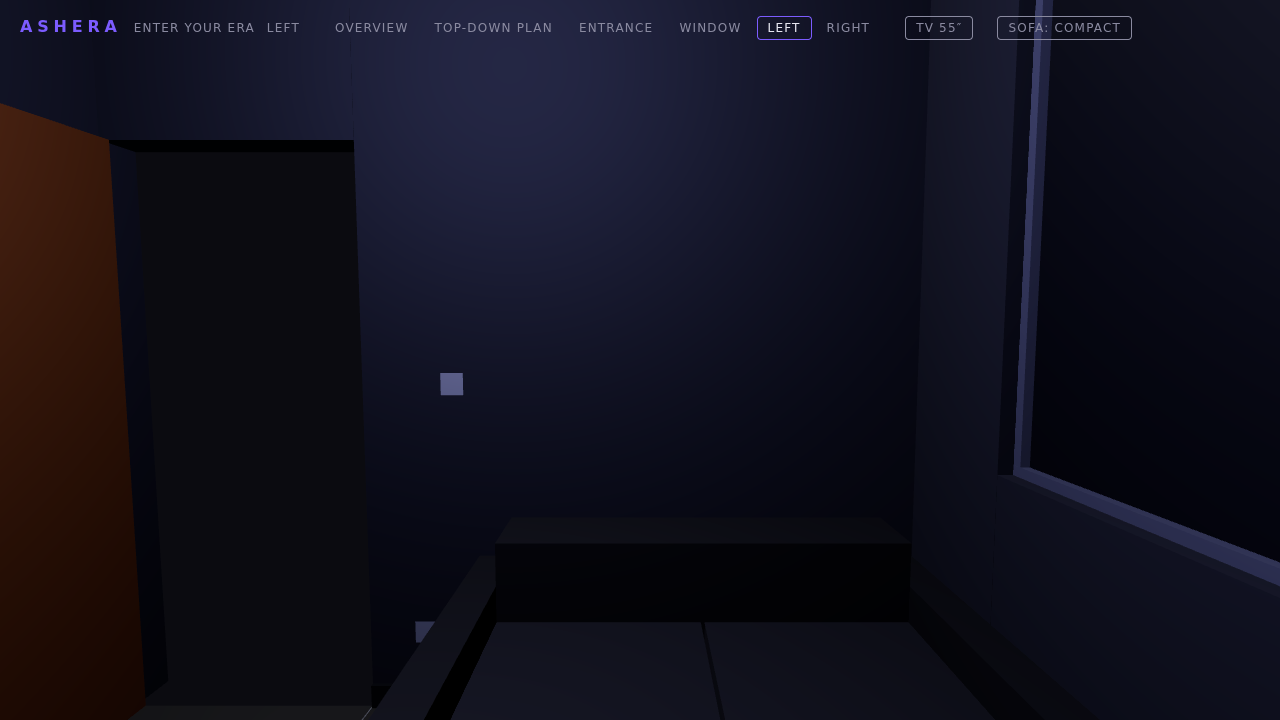 ASHERA ENTER YOUR ERA LEFT OVERVIEW TOP-DOWN PLAN ENTRANCE WINDOW LEFT RIGHT TV 55″ SOFA: COMPACT